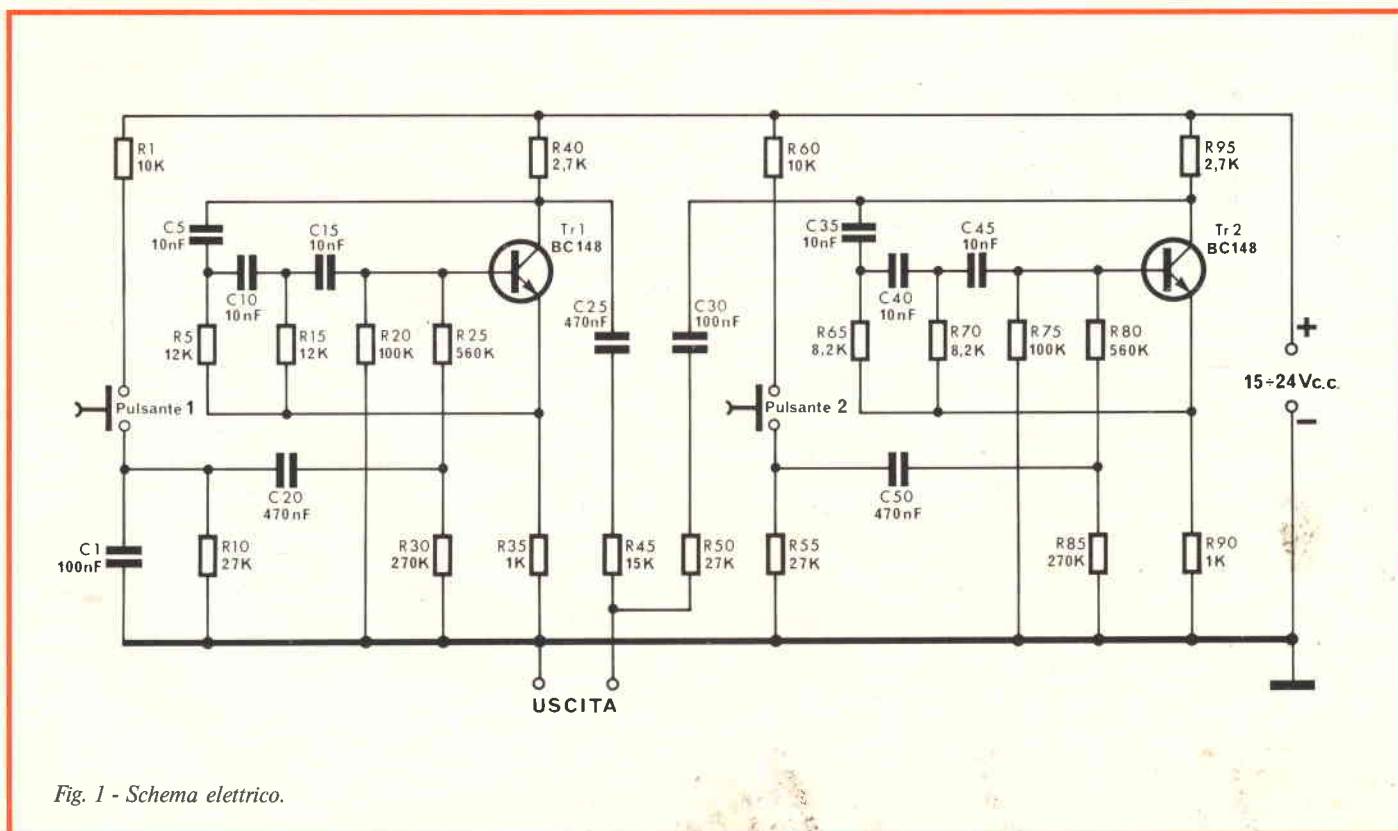 R1
10K
R40
2,7K
R60
10K
R95
2,7K
C5
10nF
C15
10nF
Tr1
BC148
C35
10nF
C45
10nF
Tr2
BC148
C10
10nF
C25
470nF
C30
100nF
C40
10nF
R5
12K
R15
12K
R20
100K
R25
560K
R65
8,2K
R70
8,2K
R75
100K
R80
560K
+
15÷24Vc.c.
−
Pulsante 1
Pulsante 2
C20
470nF
C50
470nF
C1
100nF
R10
27K
R30
270K
R35
1K
R45
15K
R50
27K
R55
27K
R85
270K
R90
1K
USCITA
Fig. 1 - Schema elettrico.